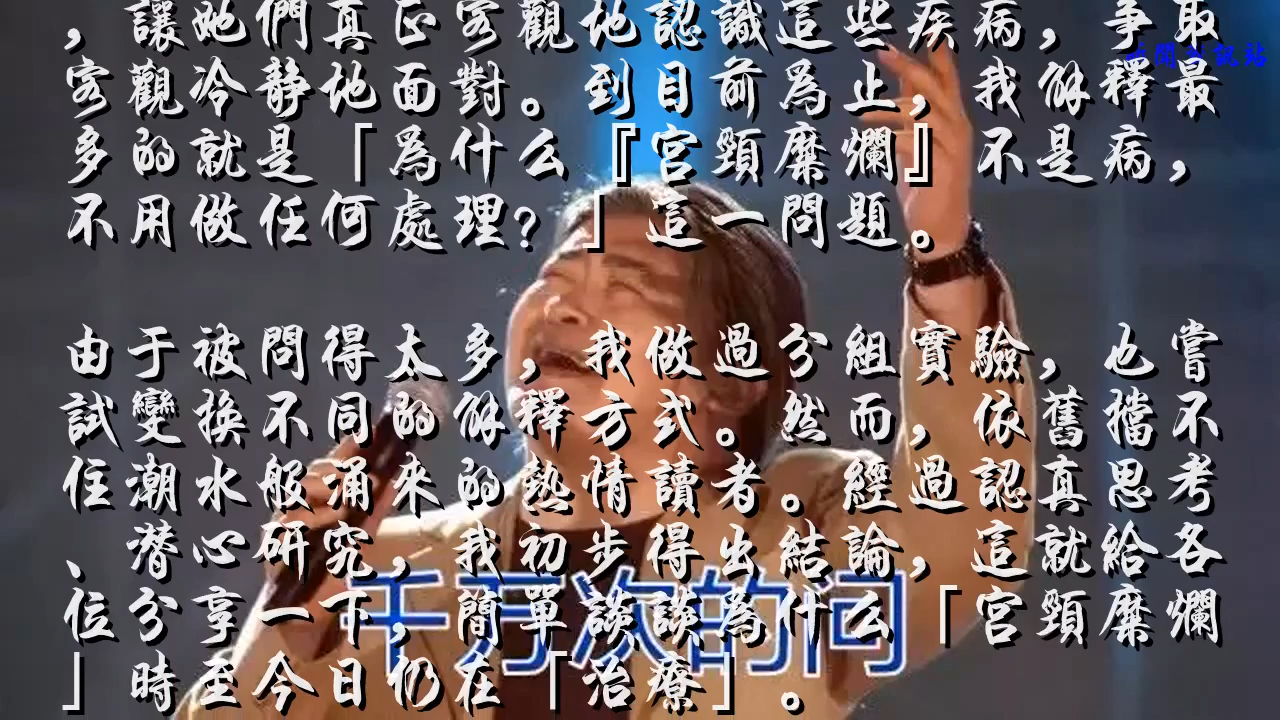 ，讓她們真正客觀地認識這些疾病，爭取
客觀冷靜地面對。到目前爲止，我解釋最
多的就是「爲什么『宮頸糜爛』不是病，
不用做任何處理？」這一問題。
由于被問得太多，我做過分組實驗，也嘗
試變換不同的解釋方式。然而，依舊擋不
住潮水般涌來的熱情讀者。經過認真思考
、潛心研究，我初步得出結論，這就給各
位分享一下，簡單談談爲什么「宮頸糜爛
」時至今日仍在「治療」。
千万次的问